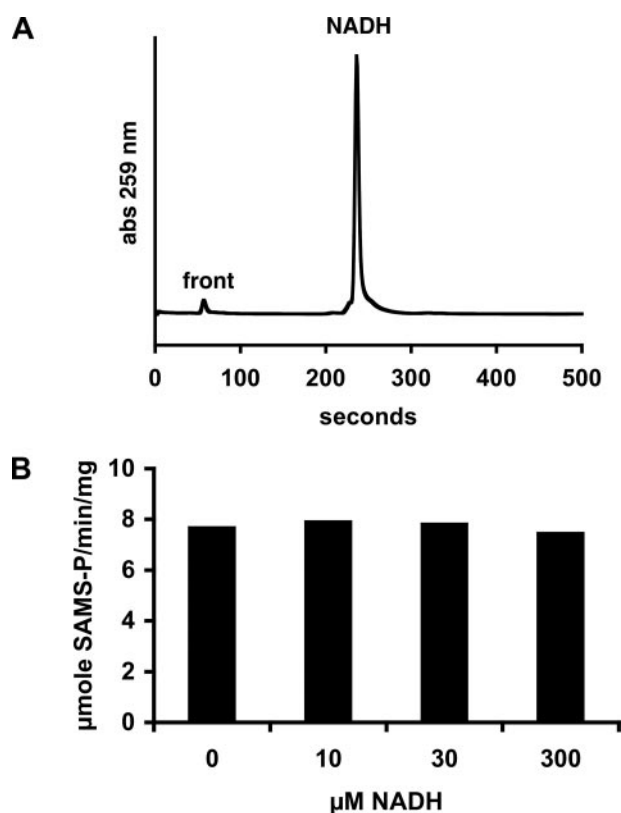 A
NADH
abs 259 nm
front
0 100 200 300 400 500
seconds
B
µmole SAMS-P/min/mg
10
8
6
4
2
0
0 10 30 300
µM NADH